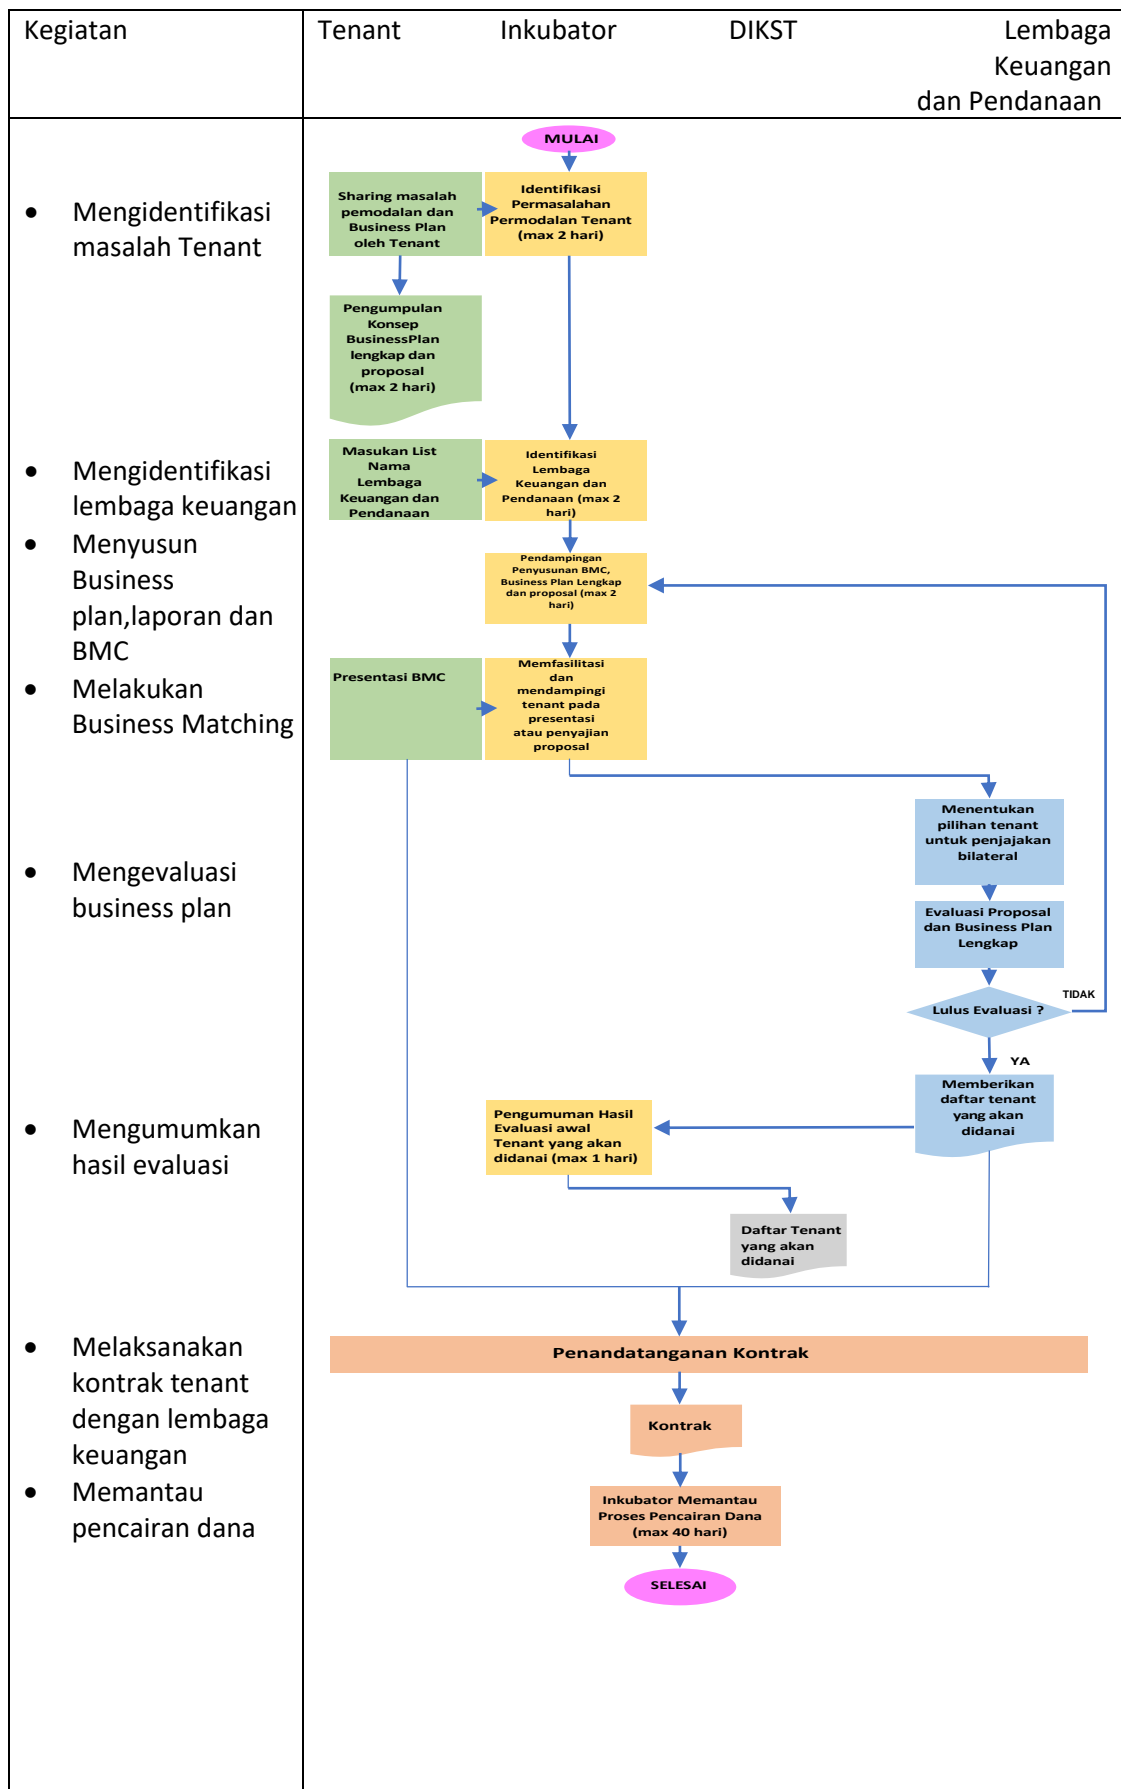 Kegiatan
Tenant
Inkubator
DIKST
Lembaga
Keuangan
dan Pendanaan
MULAI
• Mengidentifikasi
masalah Tenant
Sharing masalah
pemodalan dan
Business Plan
oleh Tenant
Identifikasi
Permasalahan
Permodalan Tenant
(max 2 hari)
Pengumpulan
Konsep
BusinessPlan
lengkap dan
proposal
(max 2 hari)
• Mengidentifikasi
lembaga keuangan
Masukan List
Nama
Lembaga
Keuangan dan
Pendanaan
Identifikasi
Lembaga
Keuangan dan
Pendanaan (max 2
hari)
• Menyusun
Business
plan,laporan dan
BMC
Pendampingan
Penyusunan BMC,
Business Plan Lengkap
dan proposal (max 2
hari)
• Melakukan
Business Matching
Presentasi BMC
Memfasilitasi
dan
mendampingi
tenant pada
presentasi
atau penyajian
proposal
Menentukan
pilihan tenant
untuk penjajakan
bilateral
• Mengevaluasi
business plan
Evaluasi Proposal
dan Business Plan
Lengkap
Lulus Evaluasi ?
TIDAK
YA
Memberikan
daftar tenant
yang akan
didanai
• Mengumumkan
hasil evaluasi
Pengumuman Hasil
Evaluasi awal
Tenant yang akan
didanai (max 1 hari)
Daftar Tenant
yang akan
didanai
• Melaksanakan
kontrak tenant
dengan lembaga
keuangan
Penandatanganan Kontrak
Kontrak
• Memantau
pencairan dana
Inkubator Memantau
Proses Pencairan Dana
(max 40 hari)
SELESAI